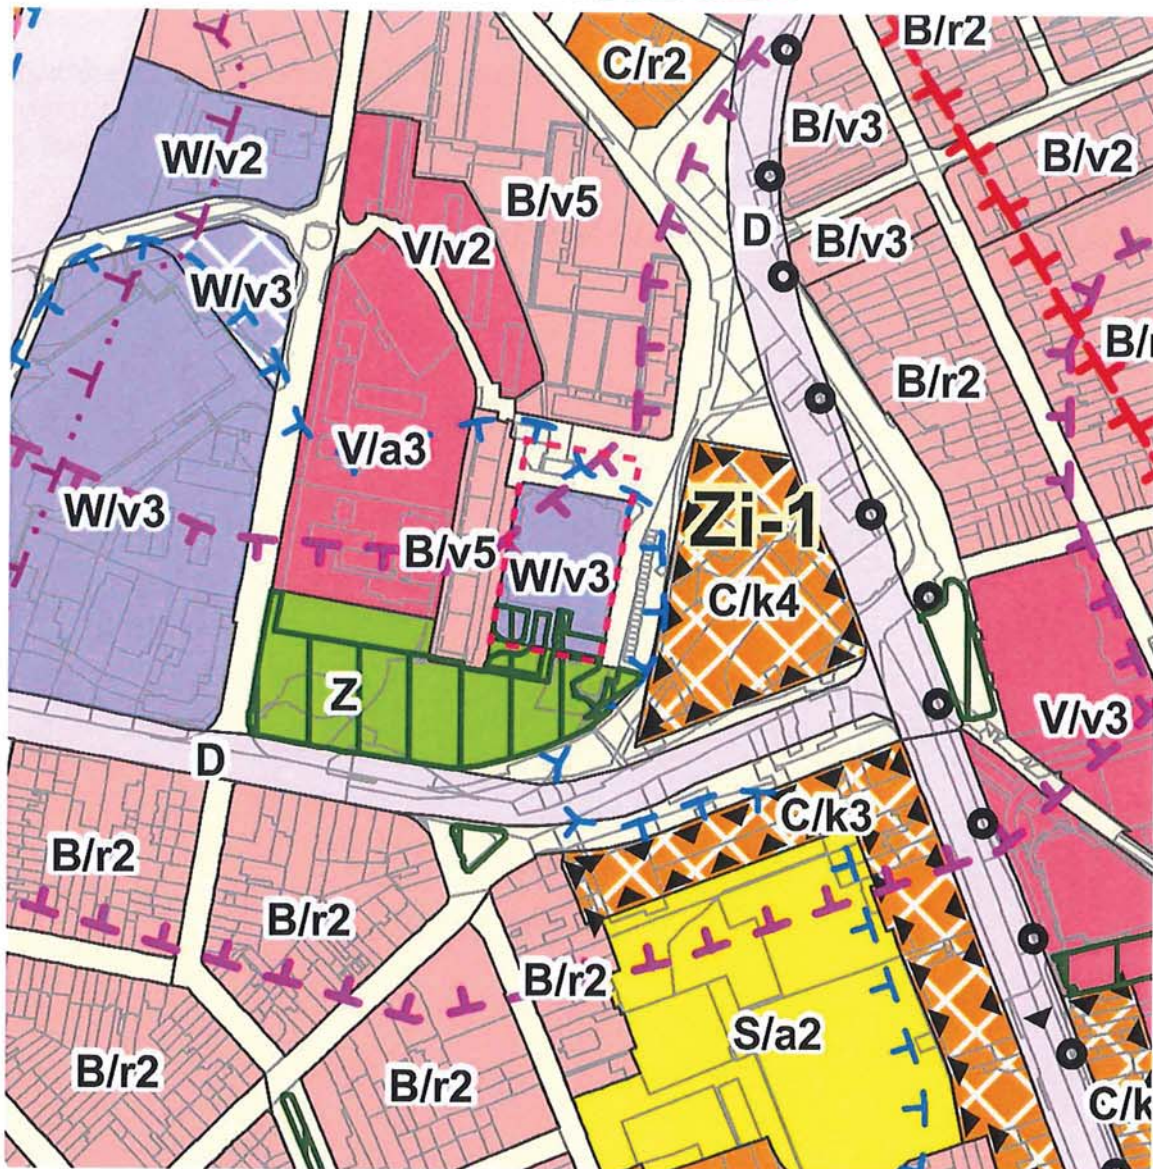 B/r2
C/r2
B/v3
W/v2
B/v2
B/v5
D
B/v3
V/v2
W/v3
B/r2
V/a3
Zi-1
W/v3
B/v5
W/v3
C/k4
Z
V/v3
D
C/k3
B/r2
B/r2
B/r2
S/a2
B/r2
B/r2